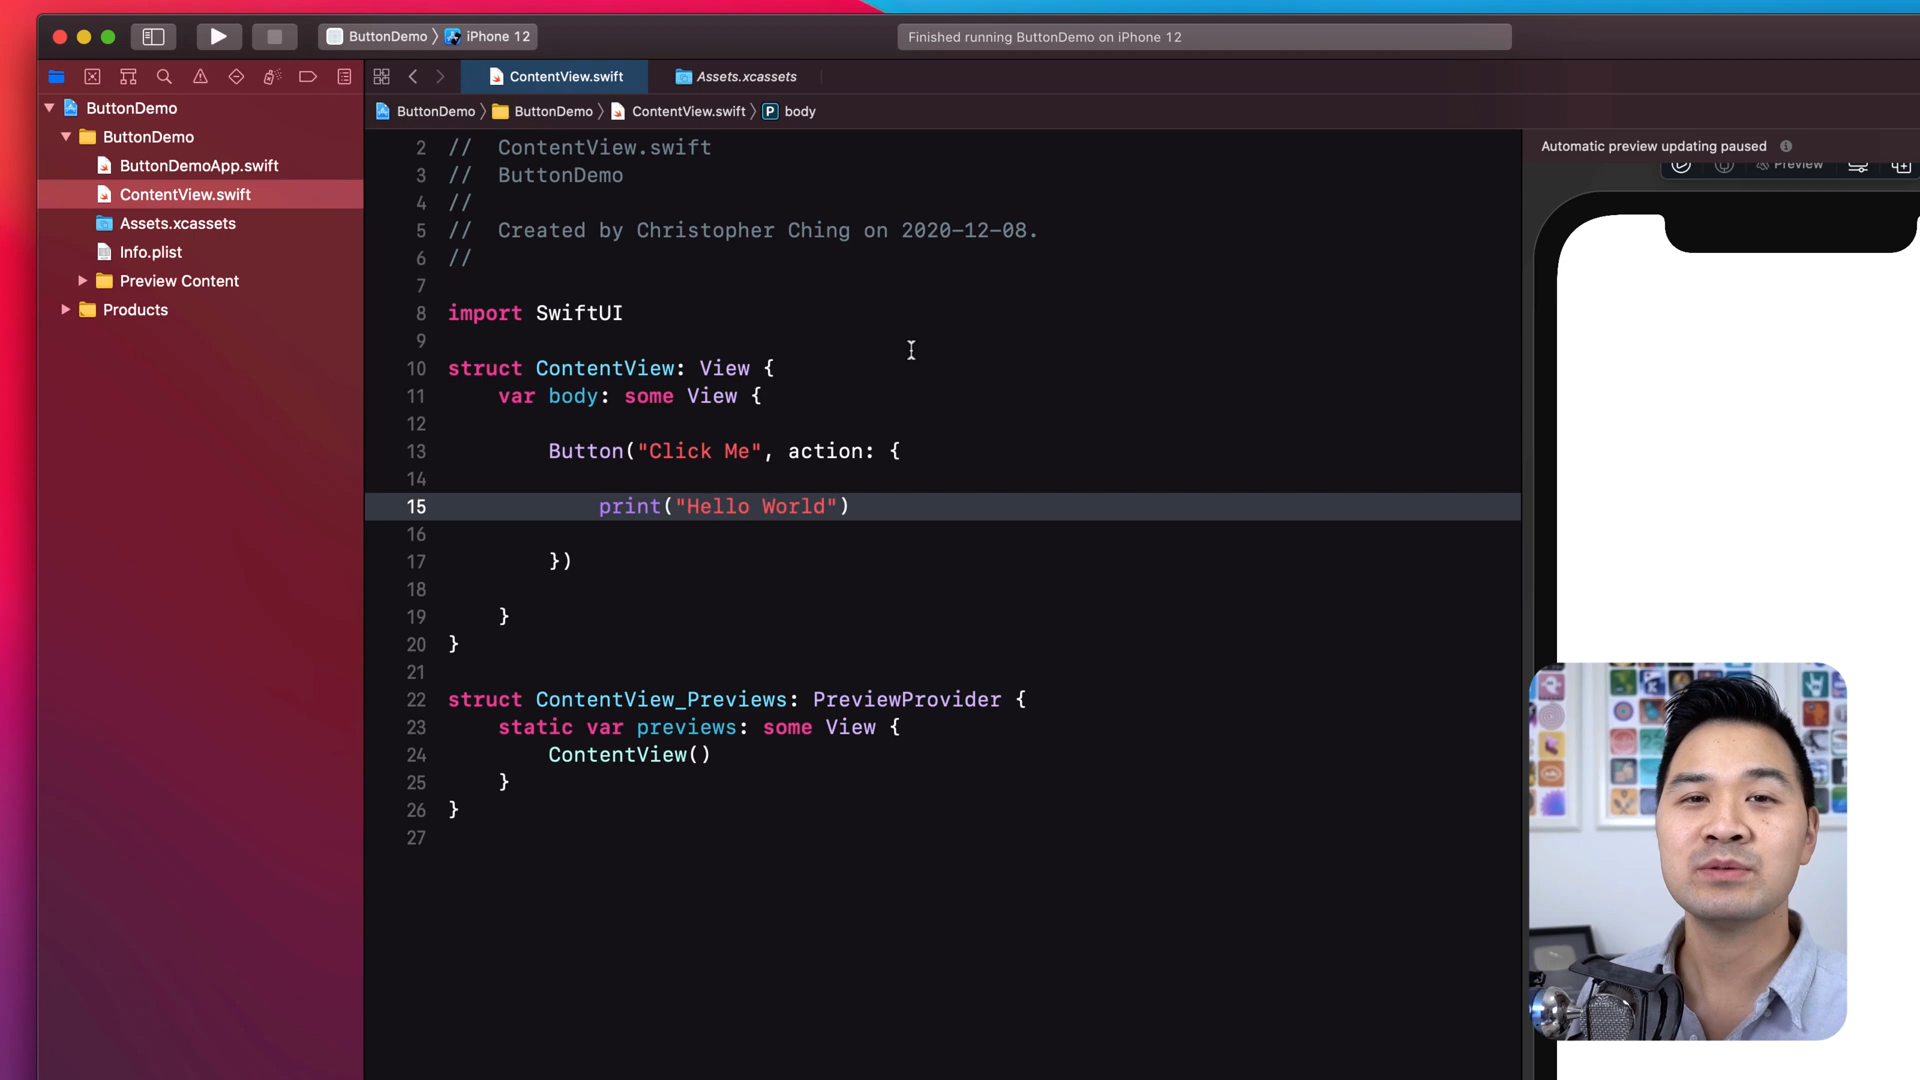 ButtonDemo 〉 iPhone 12
Finished running ButtonDemo on iPhone 12
ContentView.swift
Assets.xcassets
ButtonDemo 〉 ButtonDemo 〉 ContentView.swift 〉 P body
ButtonDemo
ButtonDemo
ButtonDemoApp.swift
ContentView.swift
Assets.xcassets
Info.plist
Preview Content
Products
2 // ContentView.swift
3 // ButtonDemo
4 //
5 // Created by Christopher Ching on 2020-12-08.
6 //
7
8 import SwiftUI
9
10 struct ContentView: View {
11 var body: some View {
12
13 Button("Click Me", action: {
14
15 print("Hello World")
16
17 })
18
19 }
20 }
21
22 struct ContentView_Previews: PreviewProvider {
23 static var previews: some View {
24 ContentView()
25 }
26 }
27
Automatic preview updating paused
Preview